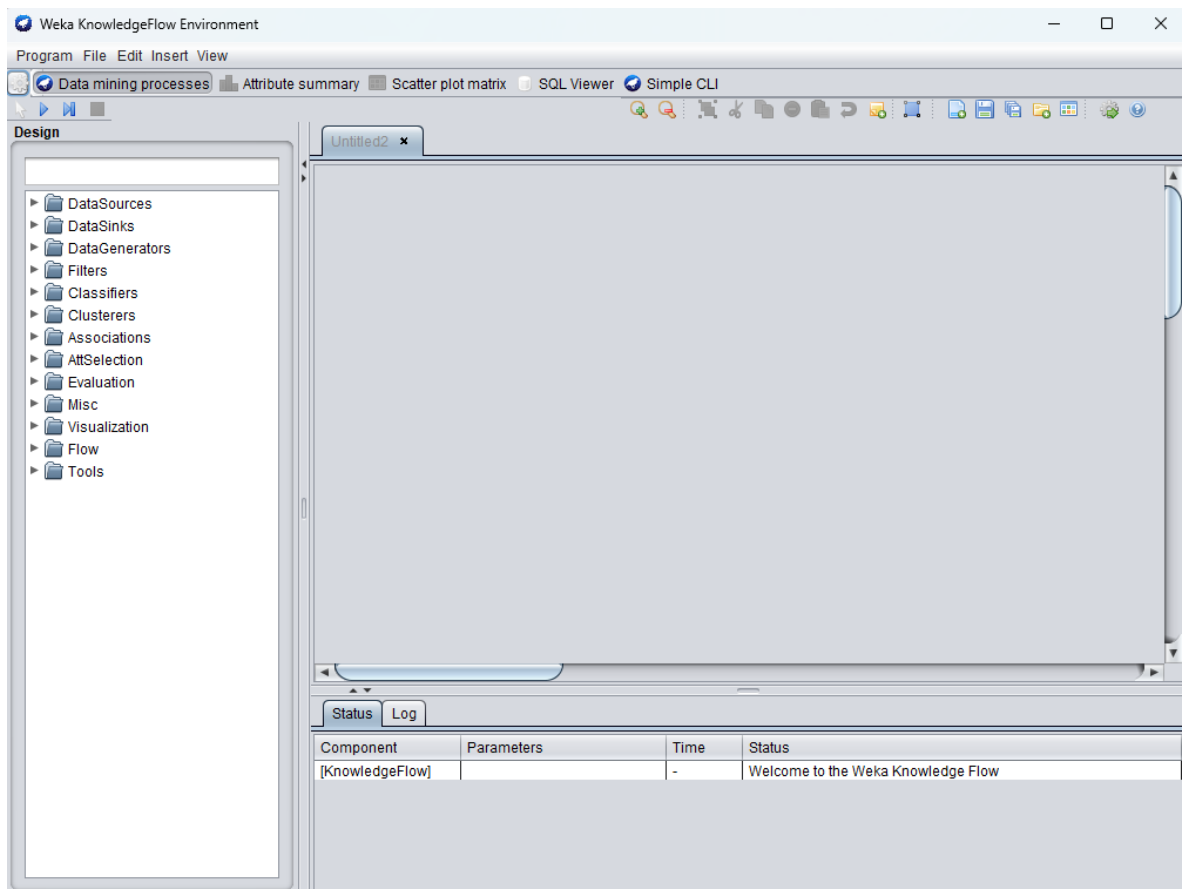 Weka KnowledgeFlow Environment
Program File Edit Insert View
Data mining processes Attribute summary Scatter plot matrix SQL Viewer Simple CLI
Design
Untitled2
DataSources
DataSinks
DataGenerators
Filters
Classifiers
Clusterers
Associations
AttSelection
Evaluation
Misc
Visualization
Flow
Tools
Status Log
Component Parameters Time Status
[KnowledgeFlow] - Welcome to the Weka Knowledge Flow